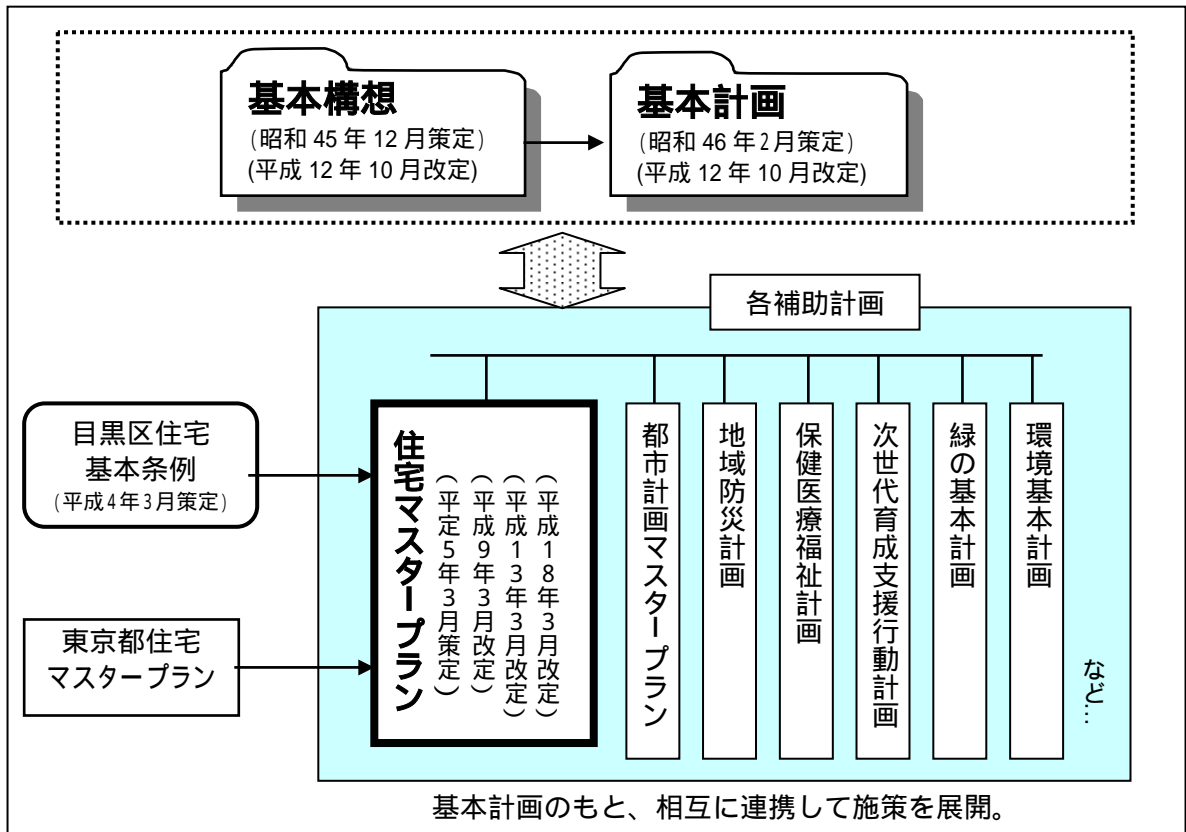 基本構想
(昭和45年12月策定)
(平成12年10月改定)
基本計画
(昭和46年2月策定)
(平成12年10月改定)
各補助計画
目黒区住宅
基本条例
(平成4年3月策定)
東京都住宅
マスタープラン
住宅マスタープラン
(平定5年3月策定)
(平成9年3月改定)
(平成13年3月改定)
(平成18年3月改定)
都市計画マスタープラン
地域防災計画
保健医療福祉計画
次世代育成支援行動計画
緑の基本計画
環境基本計画
など…
基本計画のもと、相互に連携して施策を展開。